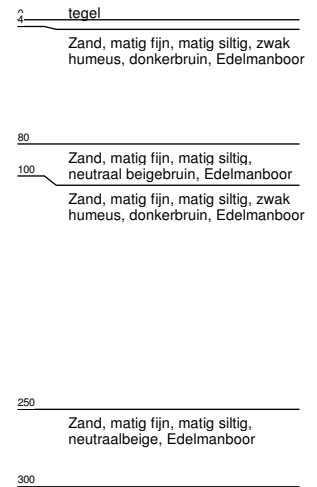 tegel
4
Zand, matig fijn, matig siltig, zwak
humeus, donkerbruin, Edelmanboor
80
Zand, matig fijn, matig siltig,
neutraal beigebruin, Edelmanboor
100
Zand, matig fijn, matig siltig, zwak
humeus, donkerbruin, Edelmanboor
250
Zand, matig fijn, matig siltig,
neutraalbeige, Edelmanboor
300